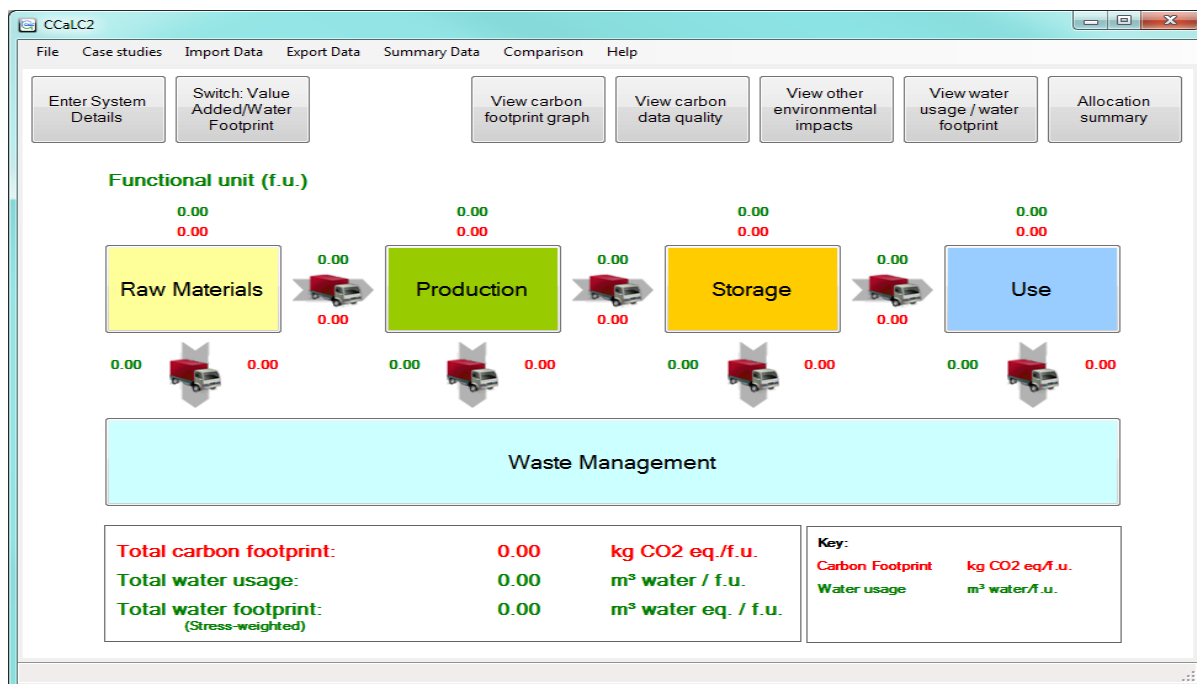 CCaLC2
File Case studies Import Data Export Data Summary Data Comparison Help
Enter System
Details
Switch: Value
Added/Water
Footprint
View carbon
footprint graph
View carbon
data quality
View other
environmental
impacts
View water
usage / water
footprint
Allocation
summary
Functional unit (f.u.)
0.00 0.00 0.00 0.00
0.00 0.00 0.00 0.00
0.00 0.00 0.00
Raw Materials Production Storage Use
0.00 0.00 0.00
0.00 0.00 0.00 0.00 0.00 0.00 0.00 0.00
Waste Management
Total carbon footprint: 0.00 kg CO2 eq./f.u.
Total water usage: 0.00 m³ water / f.u.
Total water footprint: 0.00 m³ water eq. / f.u.
(Stress-weighted)
Key:
Carbon Footprint kg CO2 eq/f.u.
Water usage m³ water/f.u.